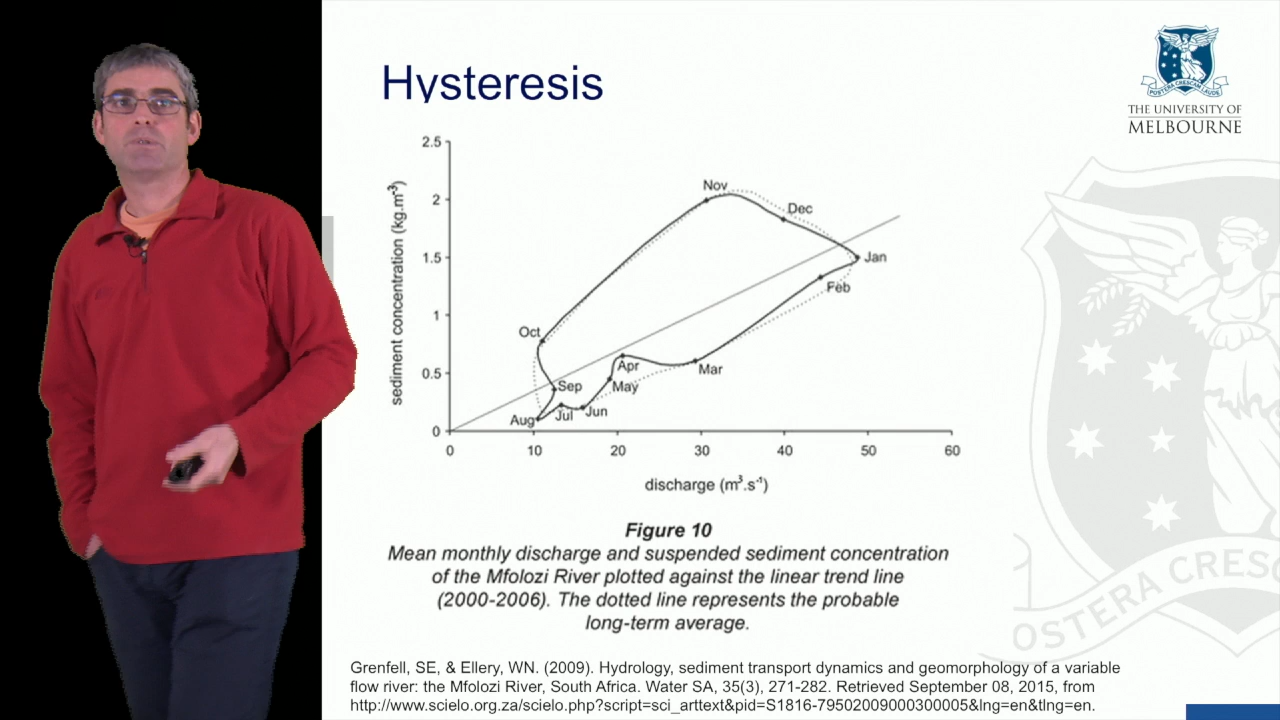 Hysteresis
THE UNIVERSITY OF
MELBOURNE
POSTERA CRESCAM LAUDE
2.5
2
1.5
1
0.5
0
sediment concentration (kg.m⁻³)
Nov
Dec
Jan
Feb
Oct
Apr
Mar
Sep
May
Aug
Jul
Jun
0 10 20 30 40 50 60
discharge (m³.s⁻¹)
Figure 10
Mean monthly discharge and suspended sediment concentration
of the Mfolozi River plotted against the linear trend line
(2000-2006). The dotted line represents the probable
long-term average.
Grenfell, SE, & Ellery, WN. (2009). Hydrology, sediment transport dynamics and geomorphology of a variable
flow river: the Mfolozi River, South Africa. Water SA, 35(3), 271-282. Retrieved September 08, 2015, from
http://www.scielo.org.za/scielo.php?script=sci_arttext&pid=S1816-79502009000300005&lng=en&tlng=en.
OSTERA CRESC